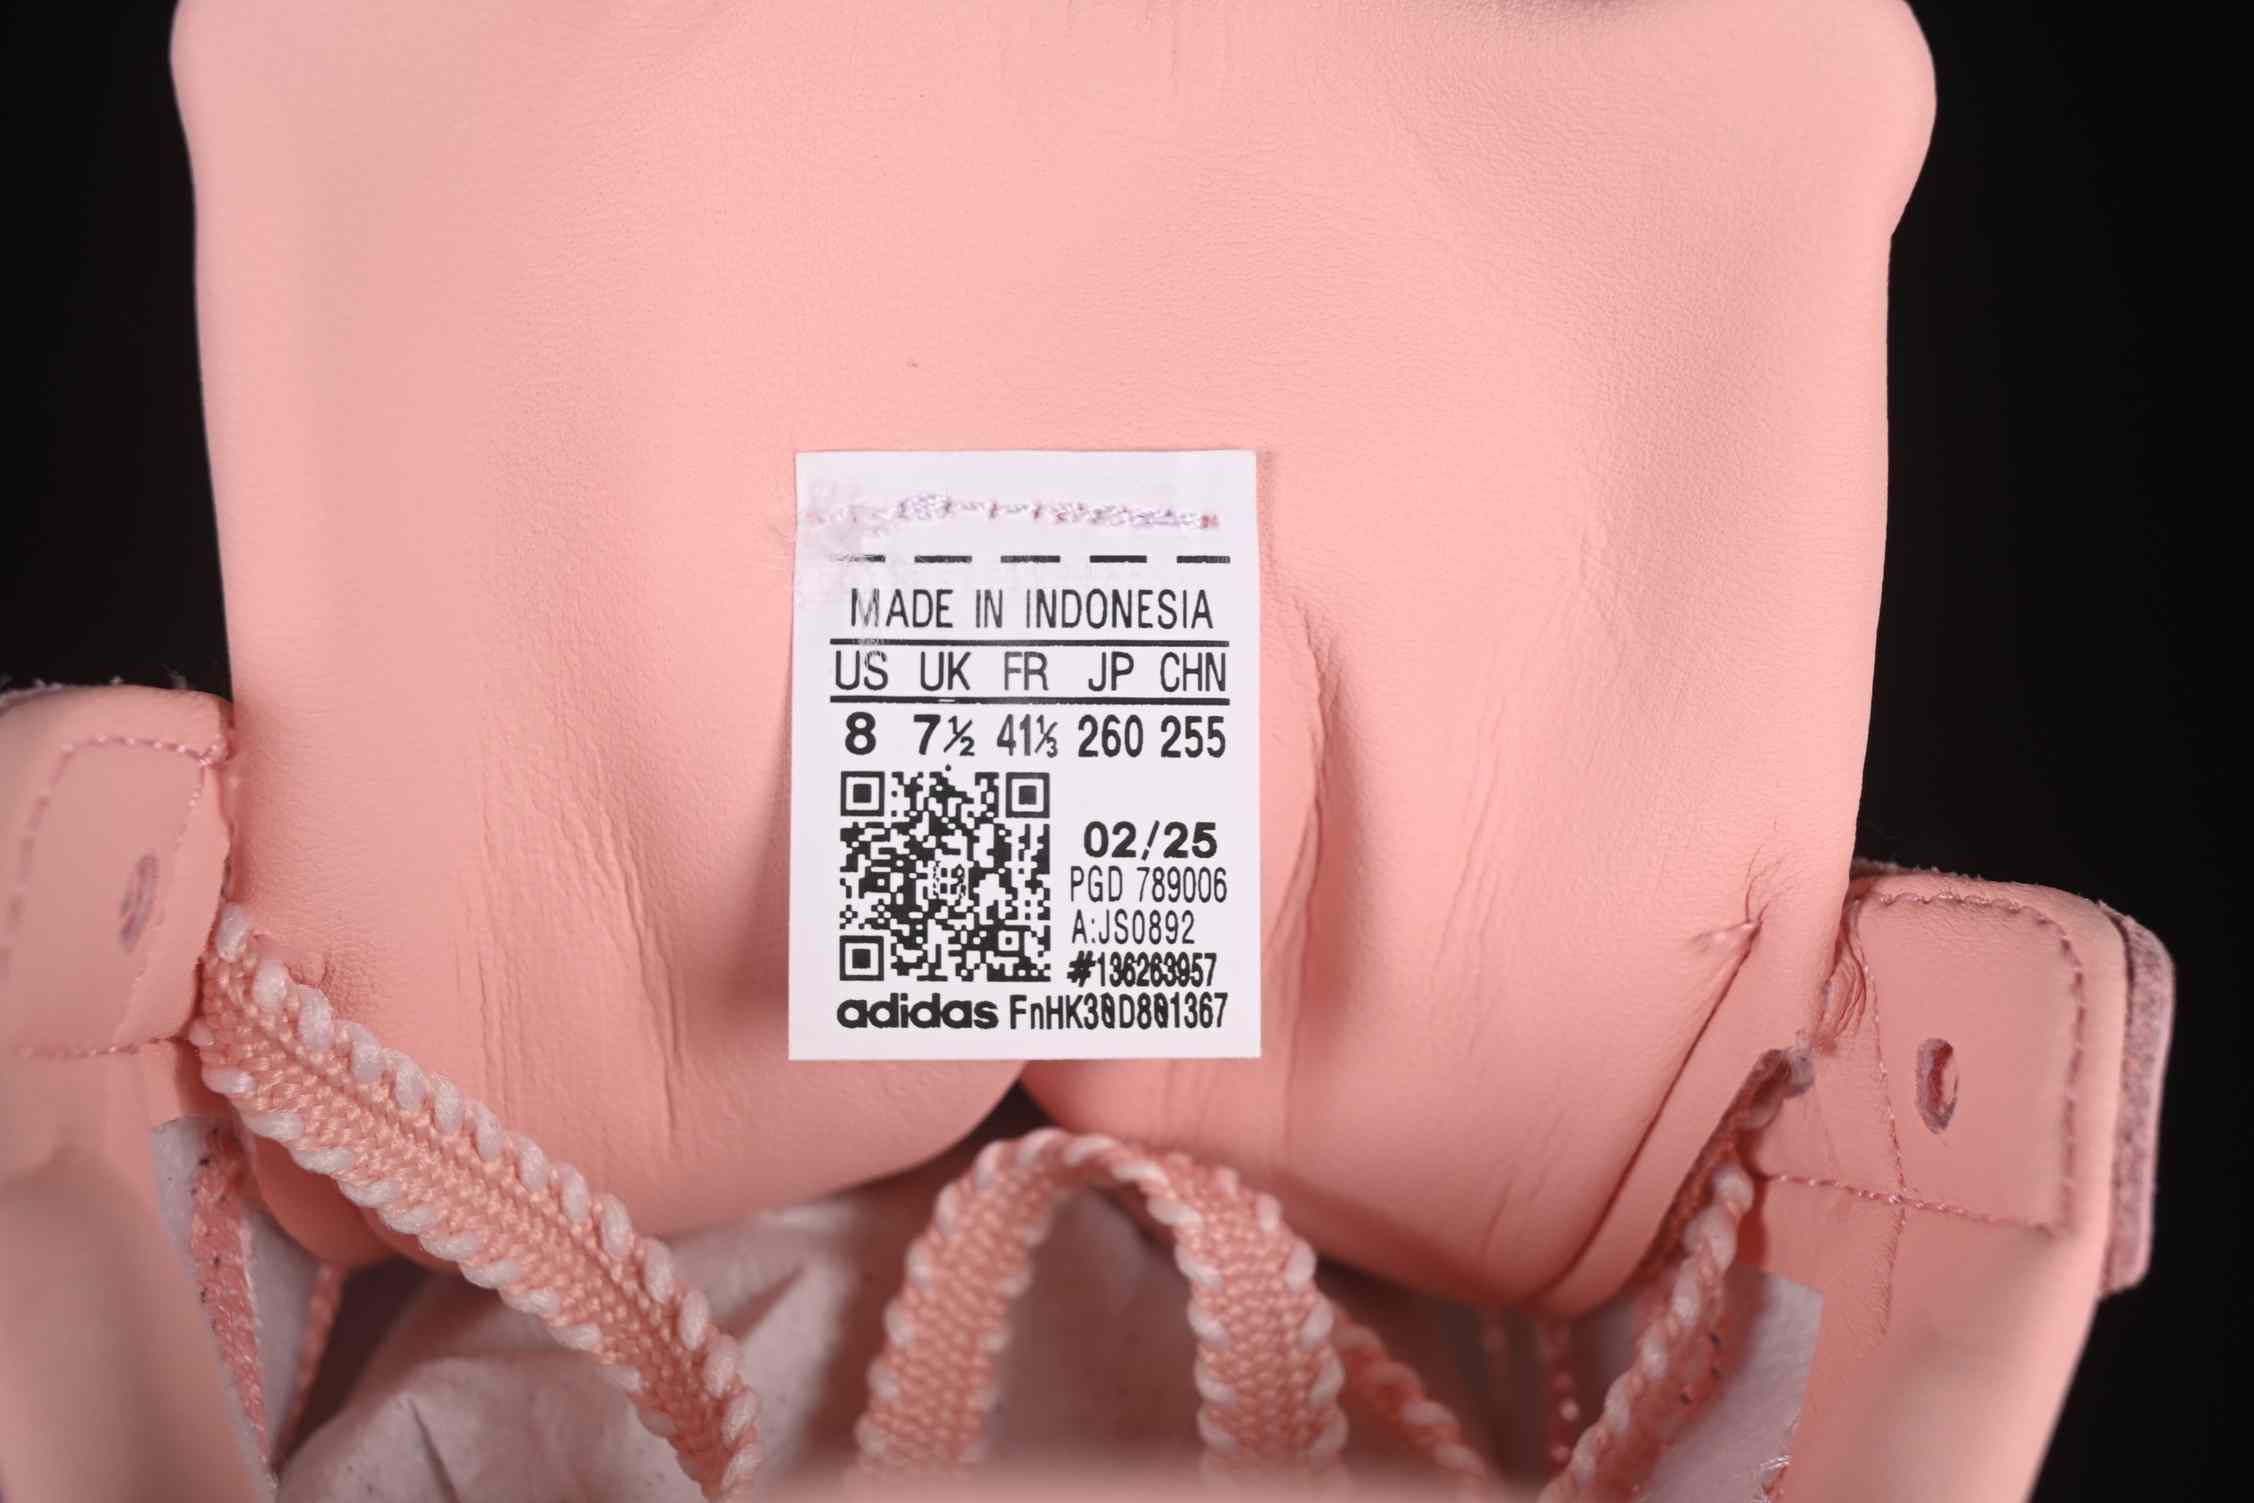 MADE IN INDONESIA
US UK FR JP CHN
8 7½ 41⅓ 260 255
02/25
PGD 789006
A:JS0892
#136263957
adidas FnHK30D801367